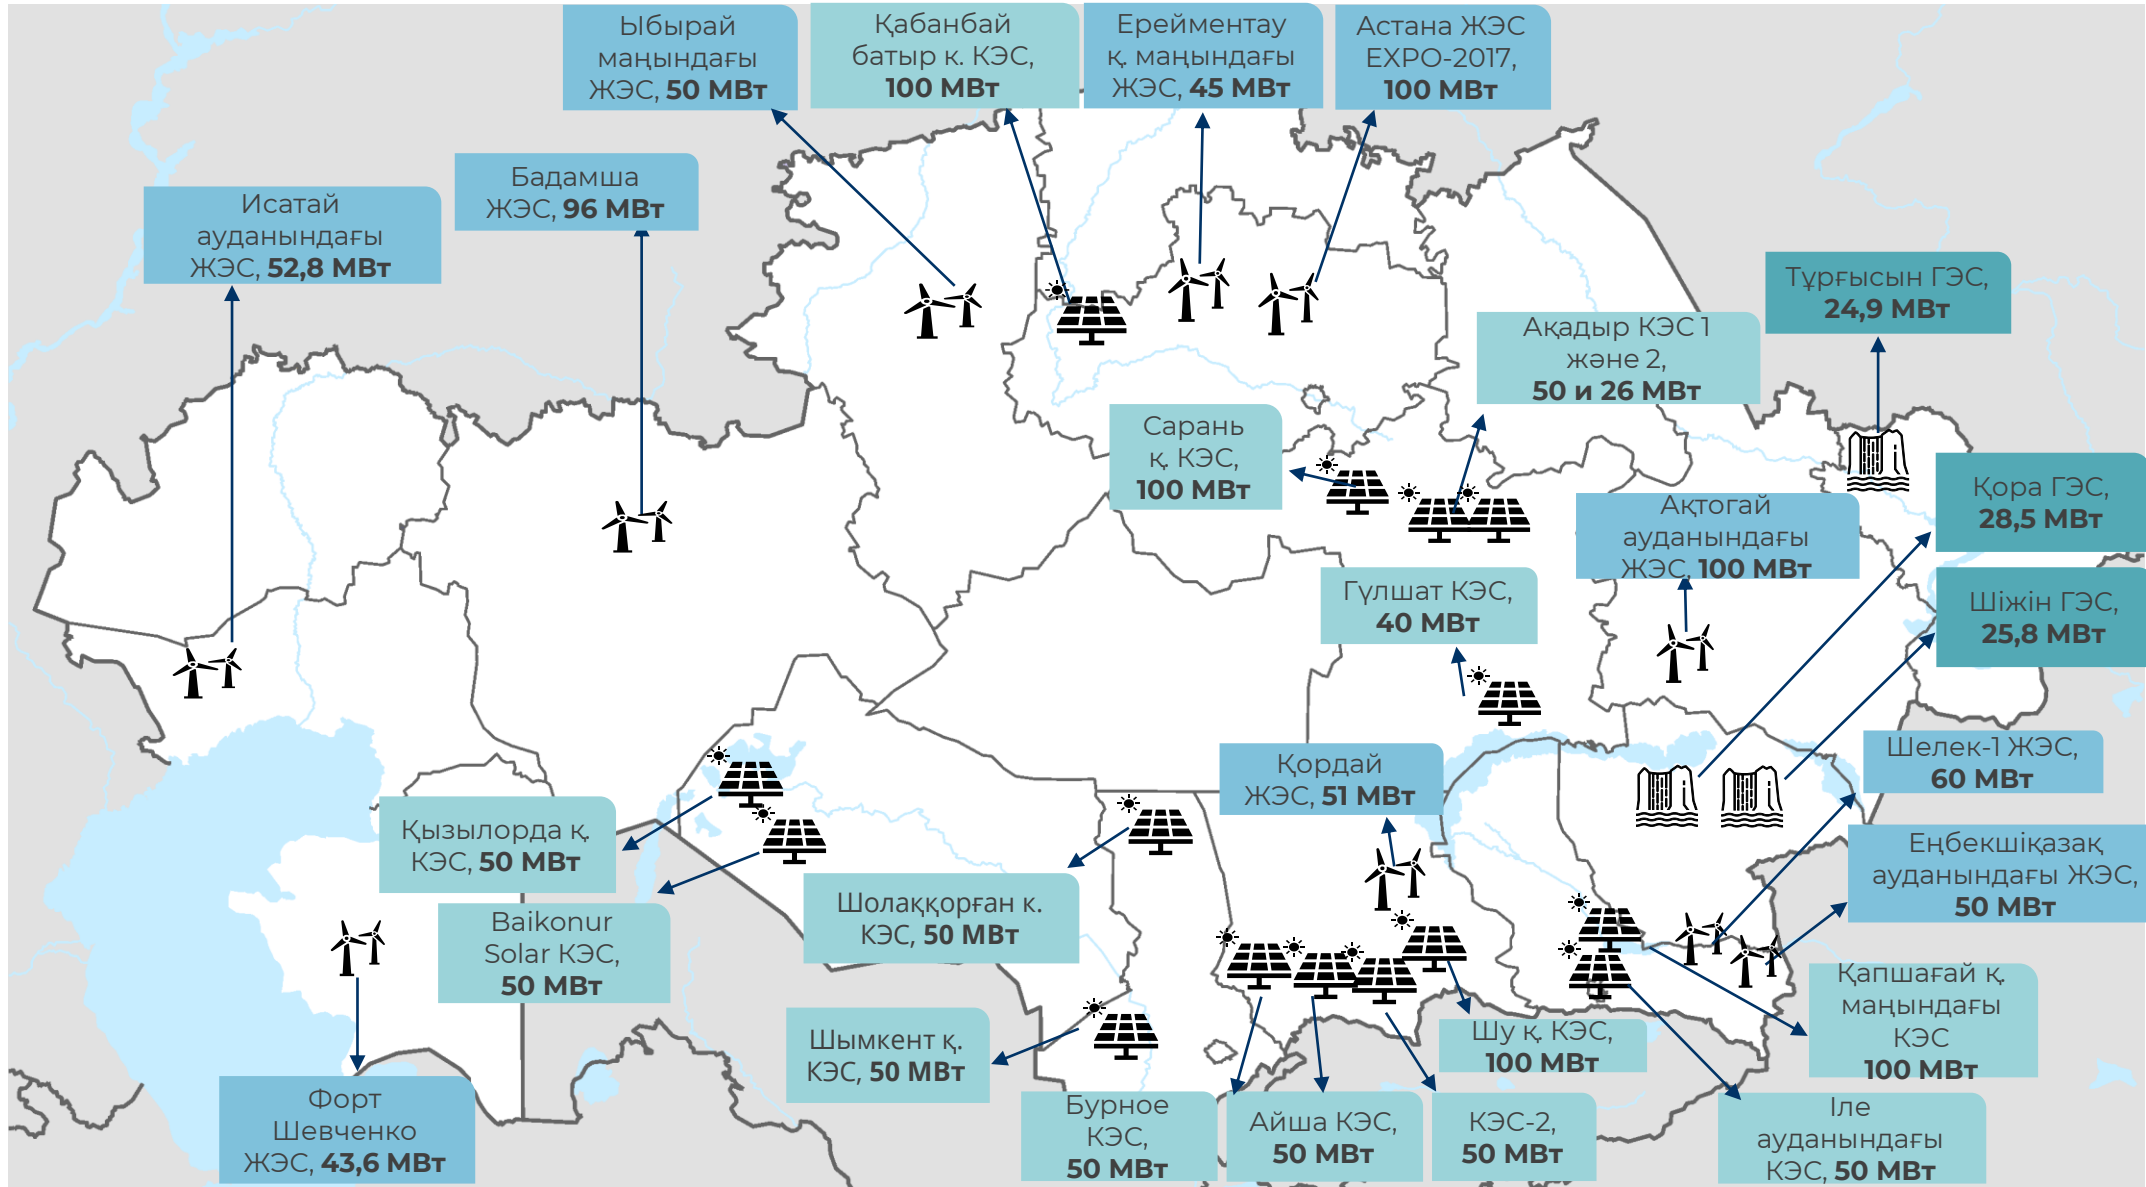 Ыбырай
маңындағы
ЖЭС, 50 МВт
Қабанбай
батыр к. КЭС,
100 МВт
Ерейментау
қ. маңындағы
ЖЭС, 45 МВт
Астана ЖЭС
EXPO-2017,
100 МВт
Бадамша
ЖЭС, 96 МВт
Исатай
ауданындағы
ЖЭС, 52,8 МВт
Тұрғысын ГЭС,
24,9 МВт
Ақадыр КЭС 1
және 2,
50 и 26 МВт
Сарань
қ. КЭС,
100 МВт
Қора ГЭС,
28,5 МВт
Ақтогай
ауданындағы
ЖЭС, 100 МВт
Гүлшат КЭС,
40 МВт
Шіжін ГЭС,
25,8 МВт
Шелек-1 ЖЭС,
60 МВт
Қордай
ЖЭС, 51 МВт
Қызылорда қ.
КЭС, 50 МВт
Еңбекшіқазақ
ауданындағы ЖЭС,
50 МВт
Шолаққорған к.
КЭС, 50 МВт
Baikonur
Solar КЭС,
50 МВт
Қапшағай қ.
маңындағы
КЭС
100 МВт
Шымкент қ.
КЭС, 50 МВт
Шу қ. КЭС,
100 МВт
Форт
Шевченко
ЖЭС, 43,6 МВт
Бурное
КЭС,
50 МВт
Айша КЭС,
50 МВт
КЭС-2,
50 МВт
Іле
ауданындағы
КЭС, 50 МВт